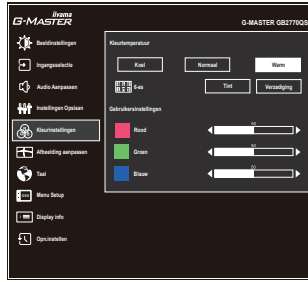 iiyama
G-MASTER
G-MASTER GB2770QS
Beeldinstellingen
Ingangsselectie
Audio Aanpassen
Instellingen Opslaan
Kleurinstellingen
Afbeelding aanpassen
Taal
Menu Setup
Display info
Opn.instellen
Kleurtemperatuur
Koel
Normaal
Warm
6-as
Tint
Verzadiging
Gebruikersinstellingen
Rood
50
Groen
50
Blauw
50